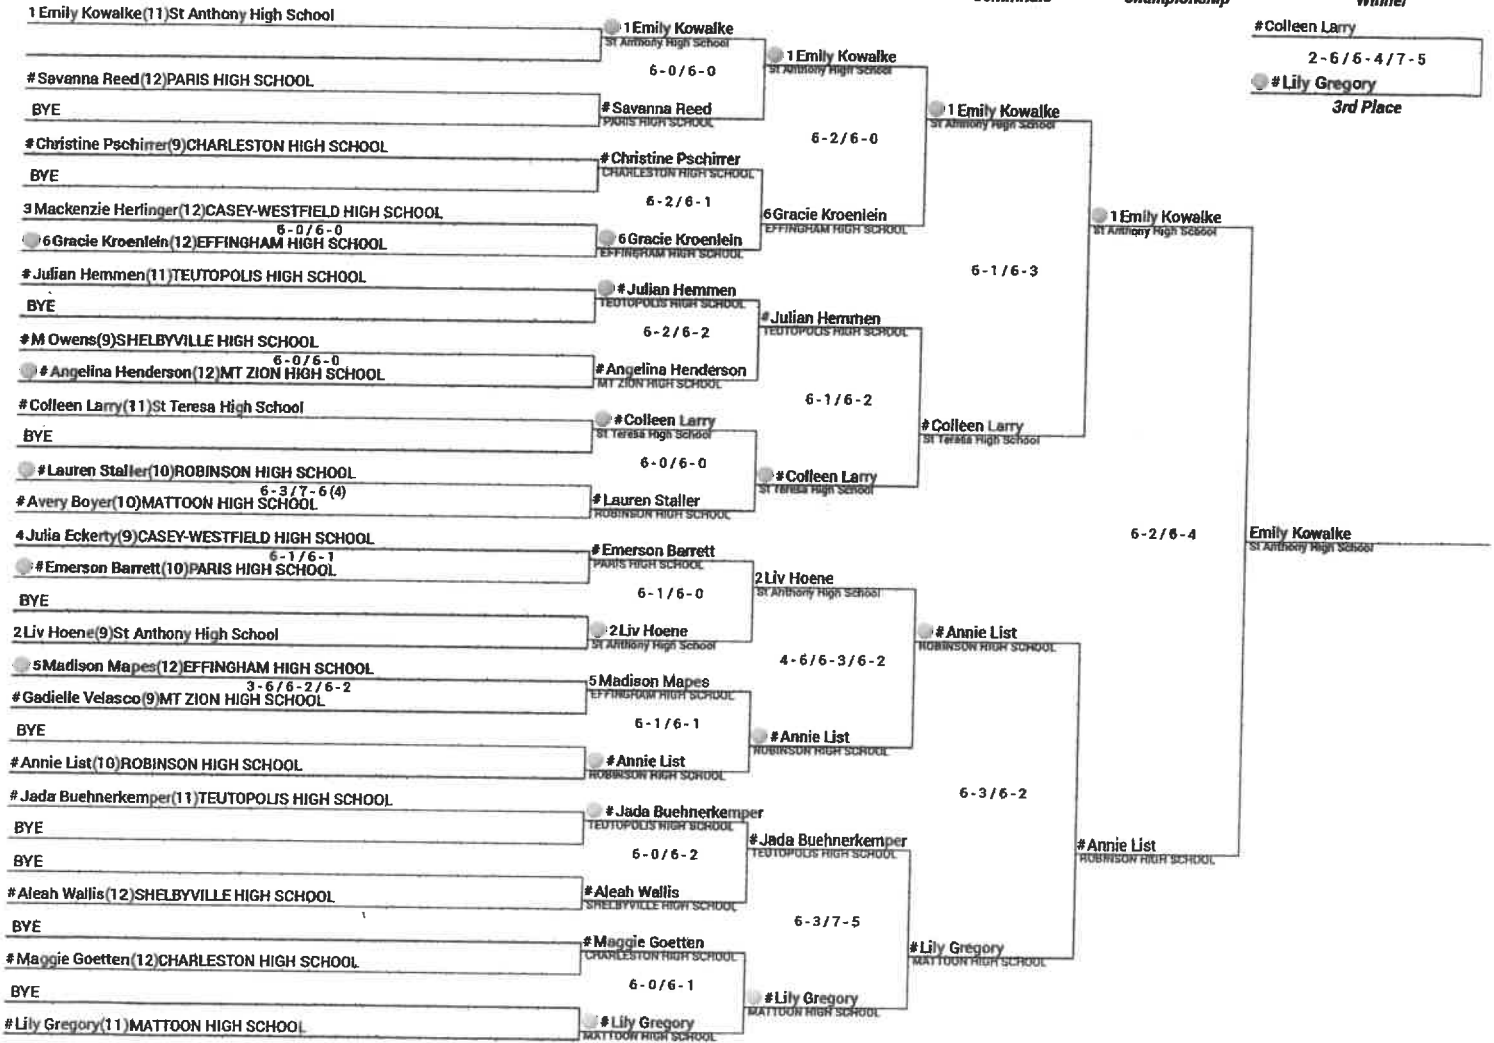 Championship
Winner
1 Emily Kowalke(11)St Anthony High School
#Savanna Reed(12)PARIS HIGH SCHOOL
BYE
#Christine Pschirrer(9)CHARLESTON HIGH SCHOOL
BYE
3 Mackenzie Herlinger(12)CASEY-WESTFIELD HIGH SCHOOL
6-0/6-0
6 Gracie Kroenlein(12)EFFINGHAM HIGH SCHOOL
#Julian Hemmen(11)TEUTOPOLIS HIGH SCHOOL
BYE
#M Owens(9)SHELBYVILLE HIGH SCHOOL
6-0/6-0
#Angelina Henderson(12)MT ZION HIGH SCHOOL
#Colleen Larry(11)St Teresa High School
BYE
#Lauren Staller(10)ROBINSON HIGH SCHOOL
6-3/7-6(4)
#Avery Boyer(10)MATTOON HIGH SCHOOL
4 Julia Eckerty(9)CASEY-WESTFIELD HIGH SCHOOL
6-1/6-1
#Emerson Barrett(10)PARIS HIGH SCHOOL
BYE
2 Liv Hoene(9)St Anthony High School
5 Madison Mapes(12)EFFINGHAM HIGH SCHOOL
3-6/6-2/6-2
#Gadielle Velasco(9)MT ZION HIGH SCHOOL
BYE
#Annie List(10)ROBINSON HIGH SCHOOL
#Jada Buehnerkemper(11)TEUTOPOLIS HIGH SCHOOL
BYE
BYE
#Aleah Wallis(12)SHELBYVILLE HIGH SCHOOL
BYE
#Maggie Goetten(12)CHARLESTON HIGH SCHOOL
BYE
#Lily Gregory(11)MATTOON HIGH SCHOOL
1 Emily Kowalke
St Anthony High School
6-0/6-0
#Savanna Reed
PARIS HIGH SCHOOL
#Christine Pschirrer
CHARLESTON HIGH SCHOOL
6-2/6-1
6 Gracie Kroenlein
EFFINGHAM HIGH SCHOOL
#Julian Hemmen
TEUTOPOLIS HIGH SCHOOL
6-2/6-2
#Angelina Henderson
MT ZION HIGH SCHOOL
#Colleen Larry
St Teresa High School
6-0/6-0
#Lauren Staller
ROBINSON HIGH SCHOOL
#Emerson Barrett
PARIS HIGH SCHOOL
6-1/6-0
2 Liv Hoene
St Anthony High School
5 Madison Mapes
EFFINGHAM HIGH SCHOOL
6-1/6-1
#Annie List
ROBINSON HIGH SCHOOL
#Jada Buehnerkemper
TEUTOPOLIS HIGH SCHOOL
6-0/6-2
#Aleah Wallis
SHELBYVILLE HIGH SCHOOL
#Maggie Goetten
CHARLESTON HIGH SCHOOL
6-0/6-1
#Lily Gregory
MATTOON HIGH SCHOOL
1 Emily Kowalke
St Anthony High School
6-2/6-0
6 Gracie Kroenlein
EFFINGHAM HIGH SCHOOL
#Julian Hemmen
TEUTOPOLIS HIGH SCHOOL
6-1/6-2
#Colleen Larry
St Teresa High School
2 Liv Hoene
St Anthony High School
4-6/6-3/6-2
#Annie List
ROBINSON HIGH SCHOOL
#Jada Buehnerkemper
TEUTOPOLIS HIGH SCHOOL
6-3/7-5
#Lily Gregory
MATTOON HIGH SCHOOL
1 Emily Kowalke
St Anthony High School
6-1/6-3
#Colleen Larry
St Teresa High School
#Annie List
ROBINSON HIGH SCHOOL
6-3/6-2
#Lily Gregory
MATTOON HIGH SCHOOL
1 Emily Kowalke
St Anthony High School
6-2/6-4
#Annie List
ROBINSON HIGH SCHOOL
Emily Kowalke
St Anthony High School
#Colleen Larry
2-6/6-4/7-5
#Lily Gregory
3rd Place